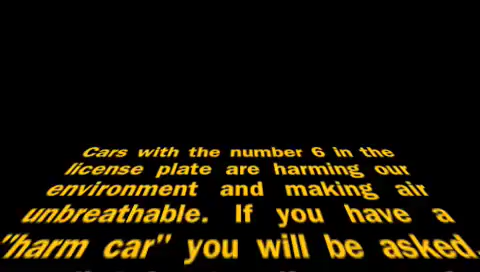 Cars with the number 6 in the
license plate are harming our
environment and making air
unbreathable. If you have a
"harm car" you will be asked.